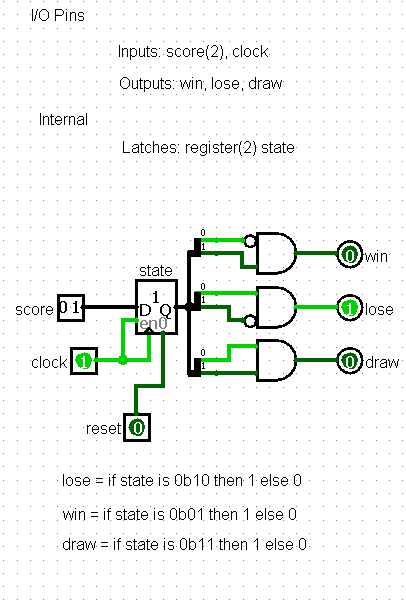 I/O Pins
Inputs: score(2), clock
Outputs: win, lose, draw
Internal
Latches: register(2) state
0
1
win
0
state
1
D Q
en0
score 0 1
0
1
lose
1
clock 1
0
1
draw
0
reset 0
lose = if state is 0b10 then 1 else 0
win = if state is 0b01 then 1 else 0
draw = if state is 0b11 then 1 else 0